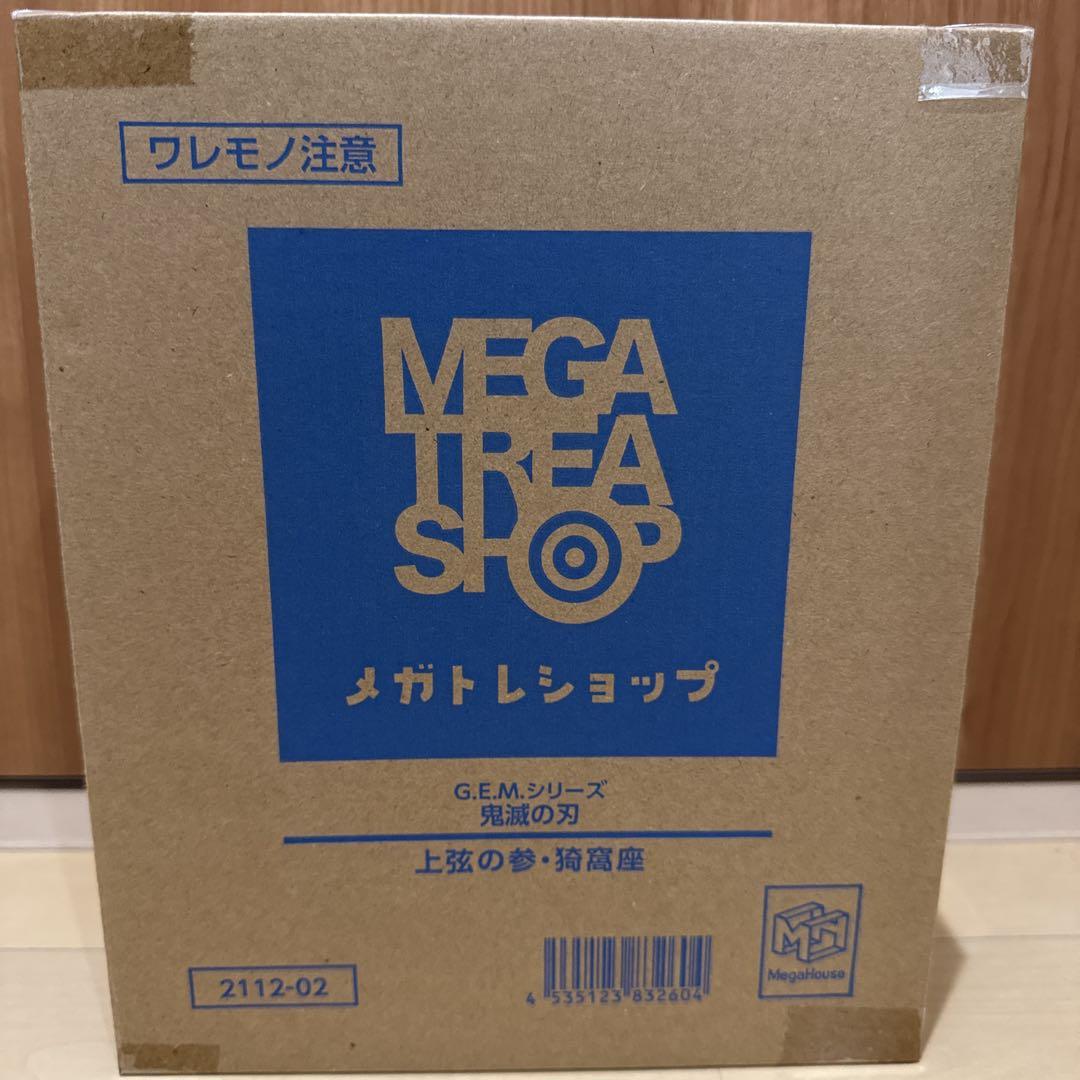 ワレモノ注意
MEGA
TREA
SHOP
メガトレショップ
G.E.M.シリーズ
鬼滅の刃
上弦の参・猗窩座
2112-02
4 535123 832604
MegaHouse